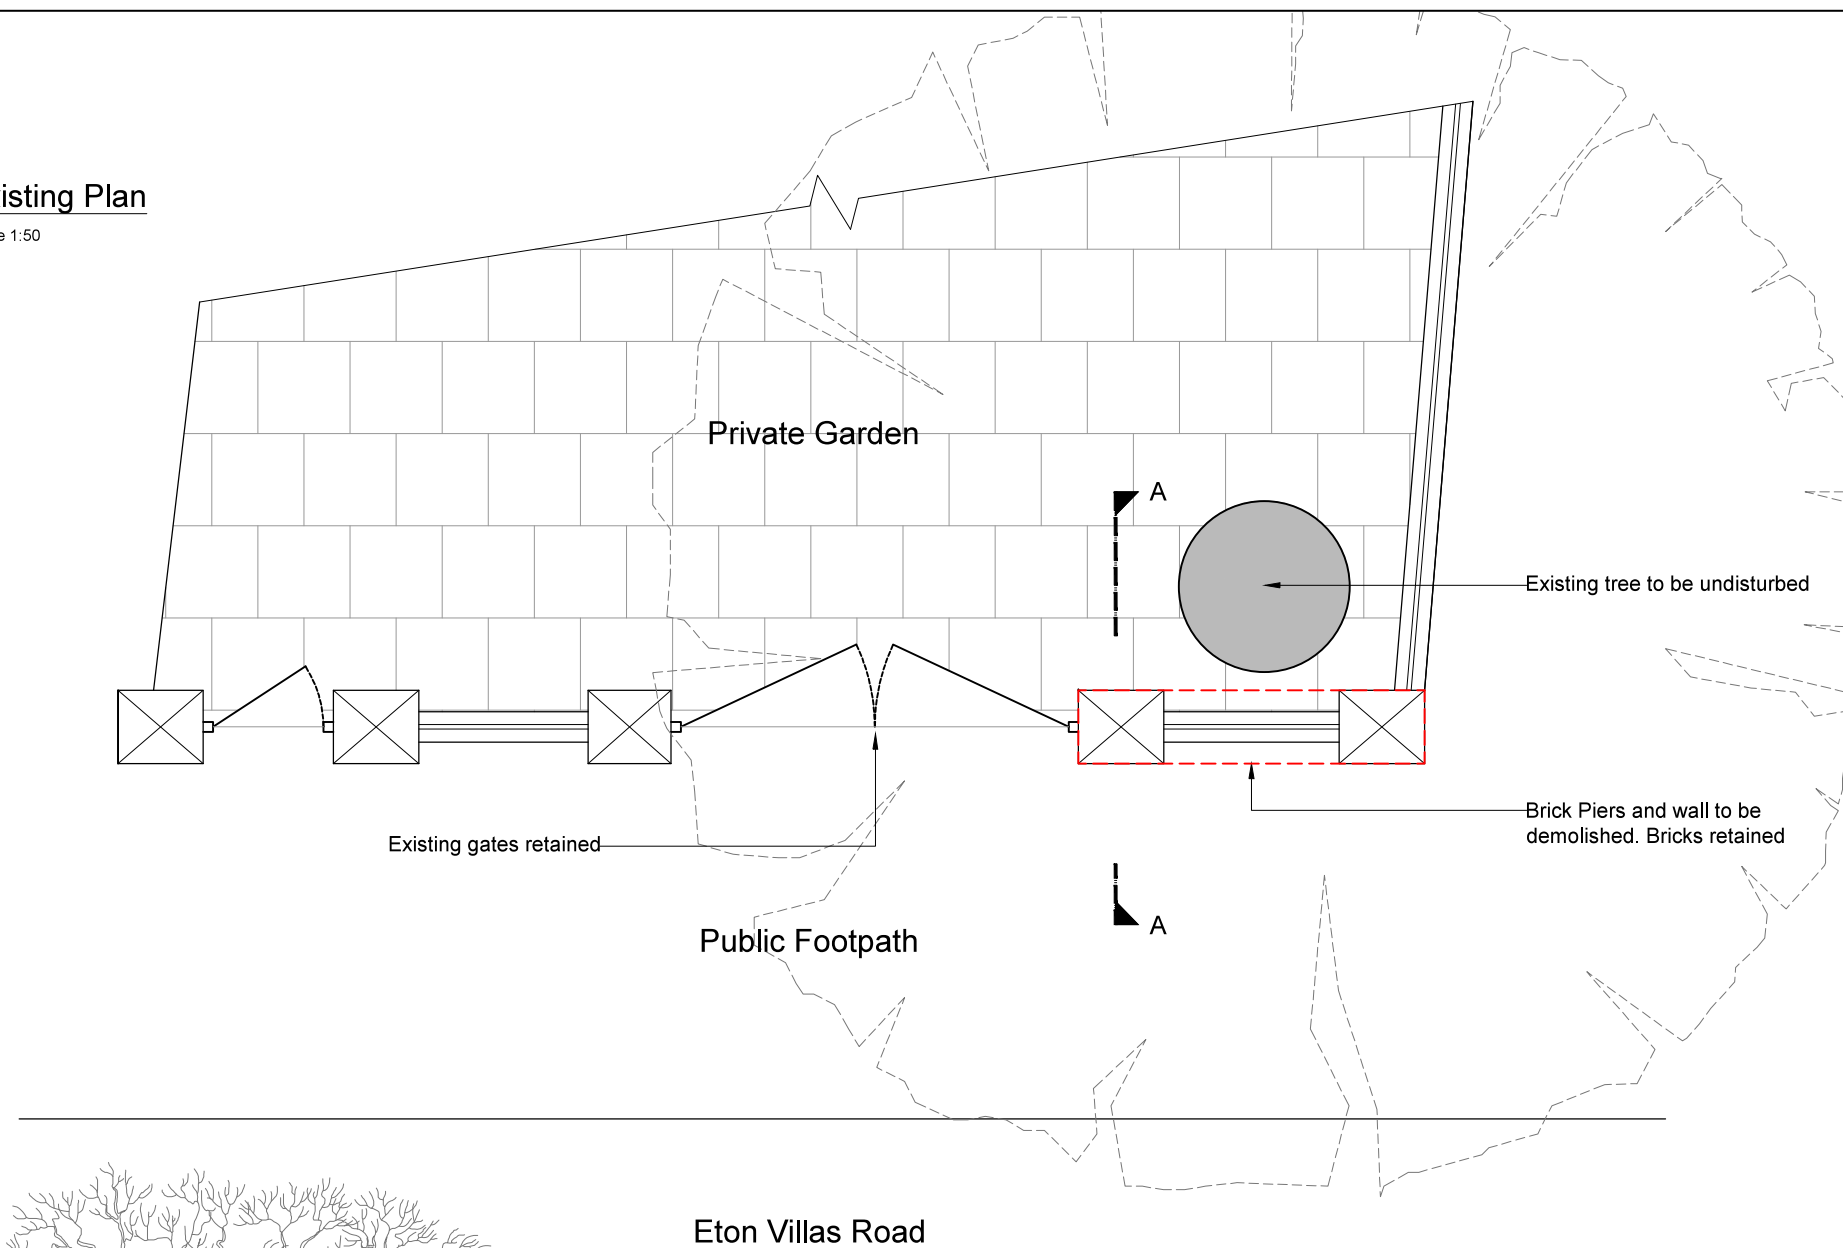 isting Plan
e 1:50
Private Garden
A
Existing tree to be undisturbed
Brick Piers and wall to be
demolished. Bricks retained
Existing gates retained
A
Public Footpath
Eton Villas Road